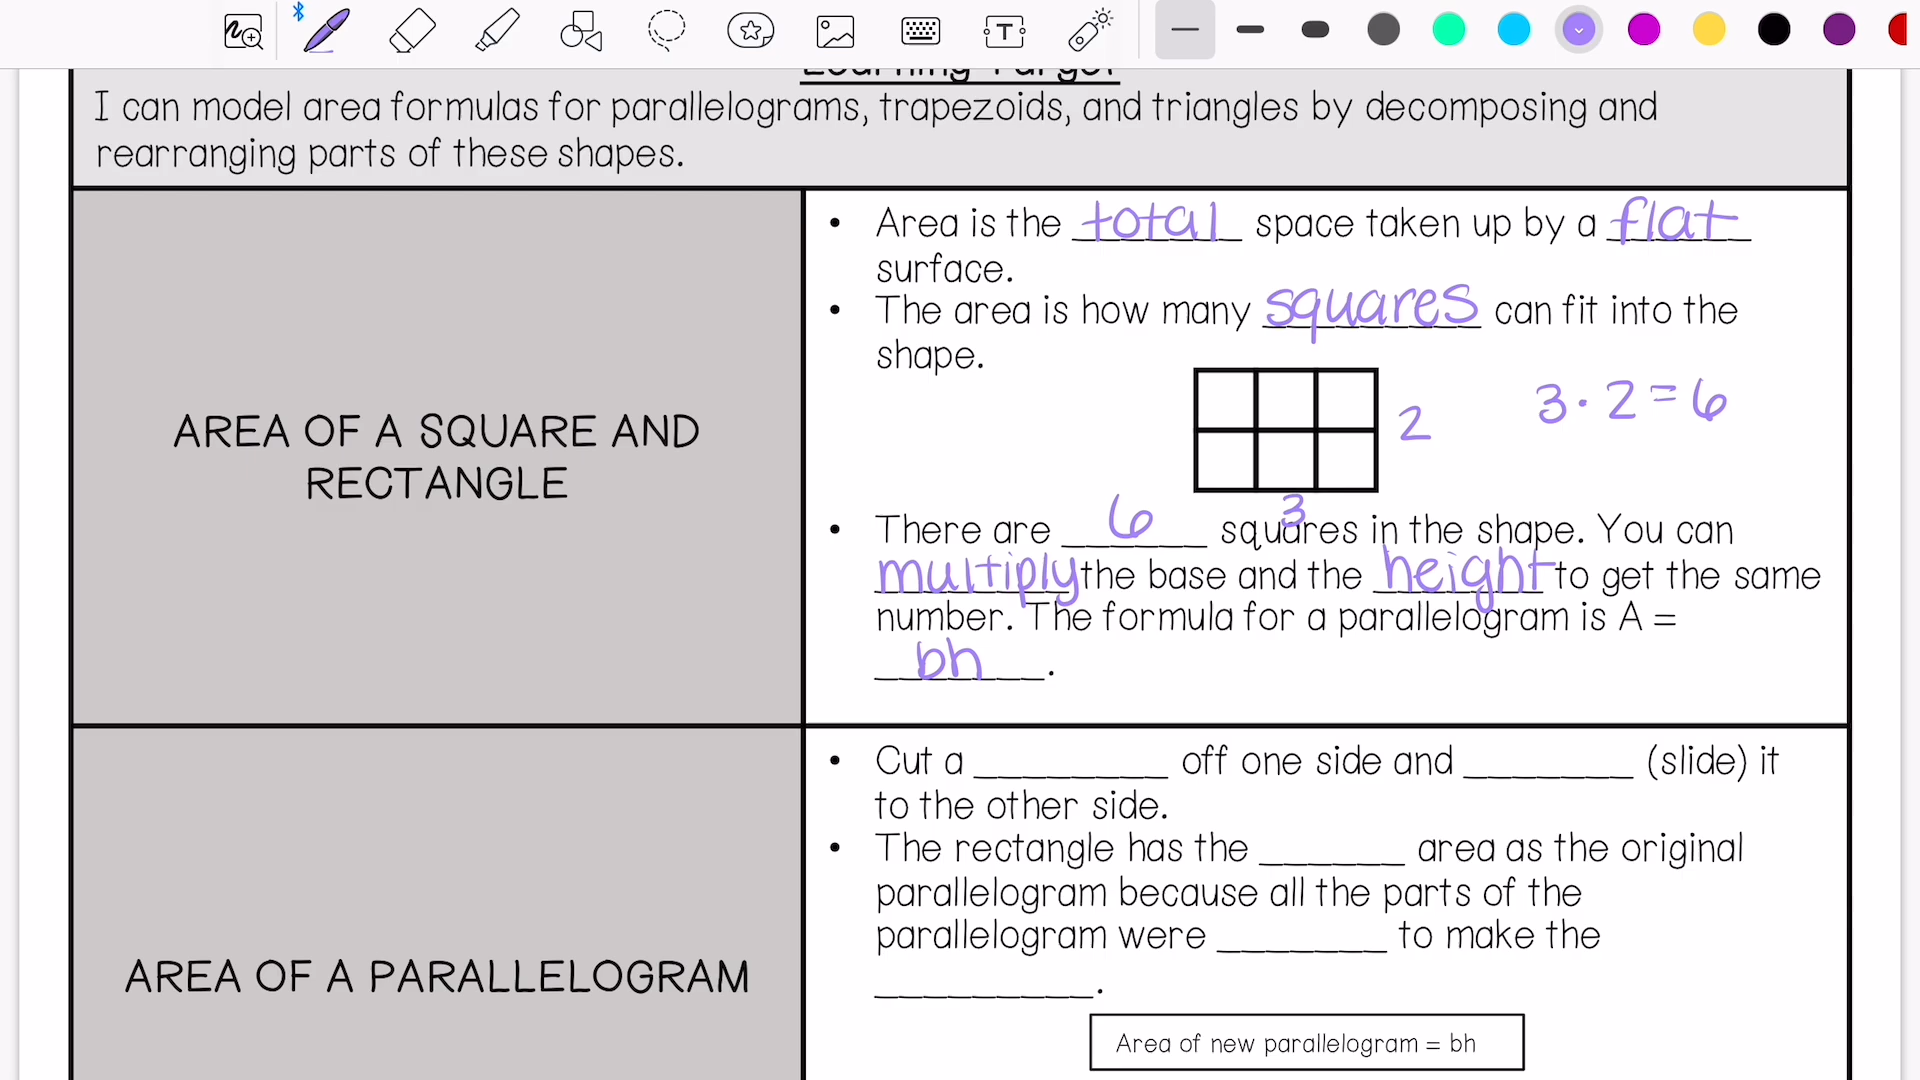 Learning Target
I can model area formulas for parallelograms, trapezoids, and triangles by decomposing and
rearranging parts of these shapes.
AREA OF A SQUARE AND
RECTANGLE
• Area is the total space taken up by a flat
surface.
• The area is how many squares can fit into the
shape.
2
3 · 2 = 6
3
• There are 6 squares in the shape. You can
multiply the base and the height to get the same
number. The formula for a parallelogram is A =
bh.
AREA OF A PARALLELOGRAM
• Cut a ________ off one side and _______ (slide) it
to the other side.
• The rectangle has the ______ area as the original
parallelogram because all the parts of the
parallelogram were _______ to make the
_________.
Area of new parallelogram = bh